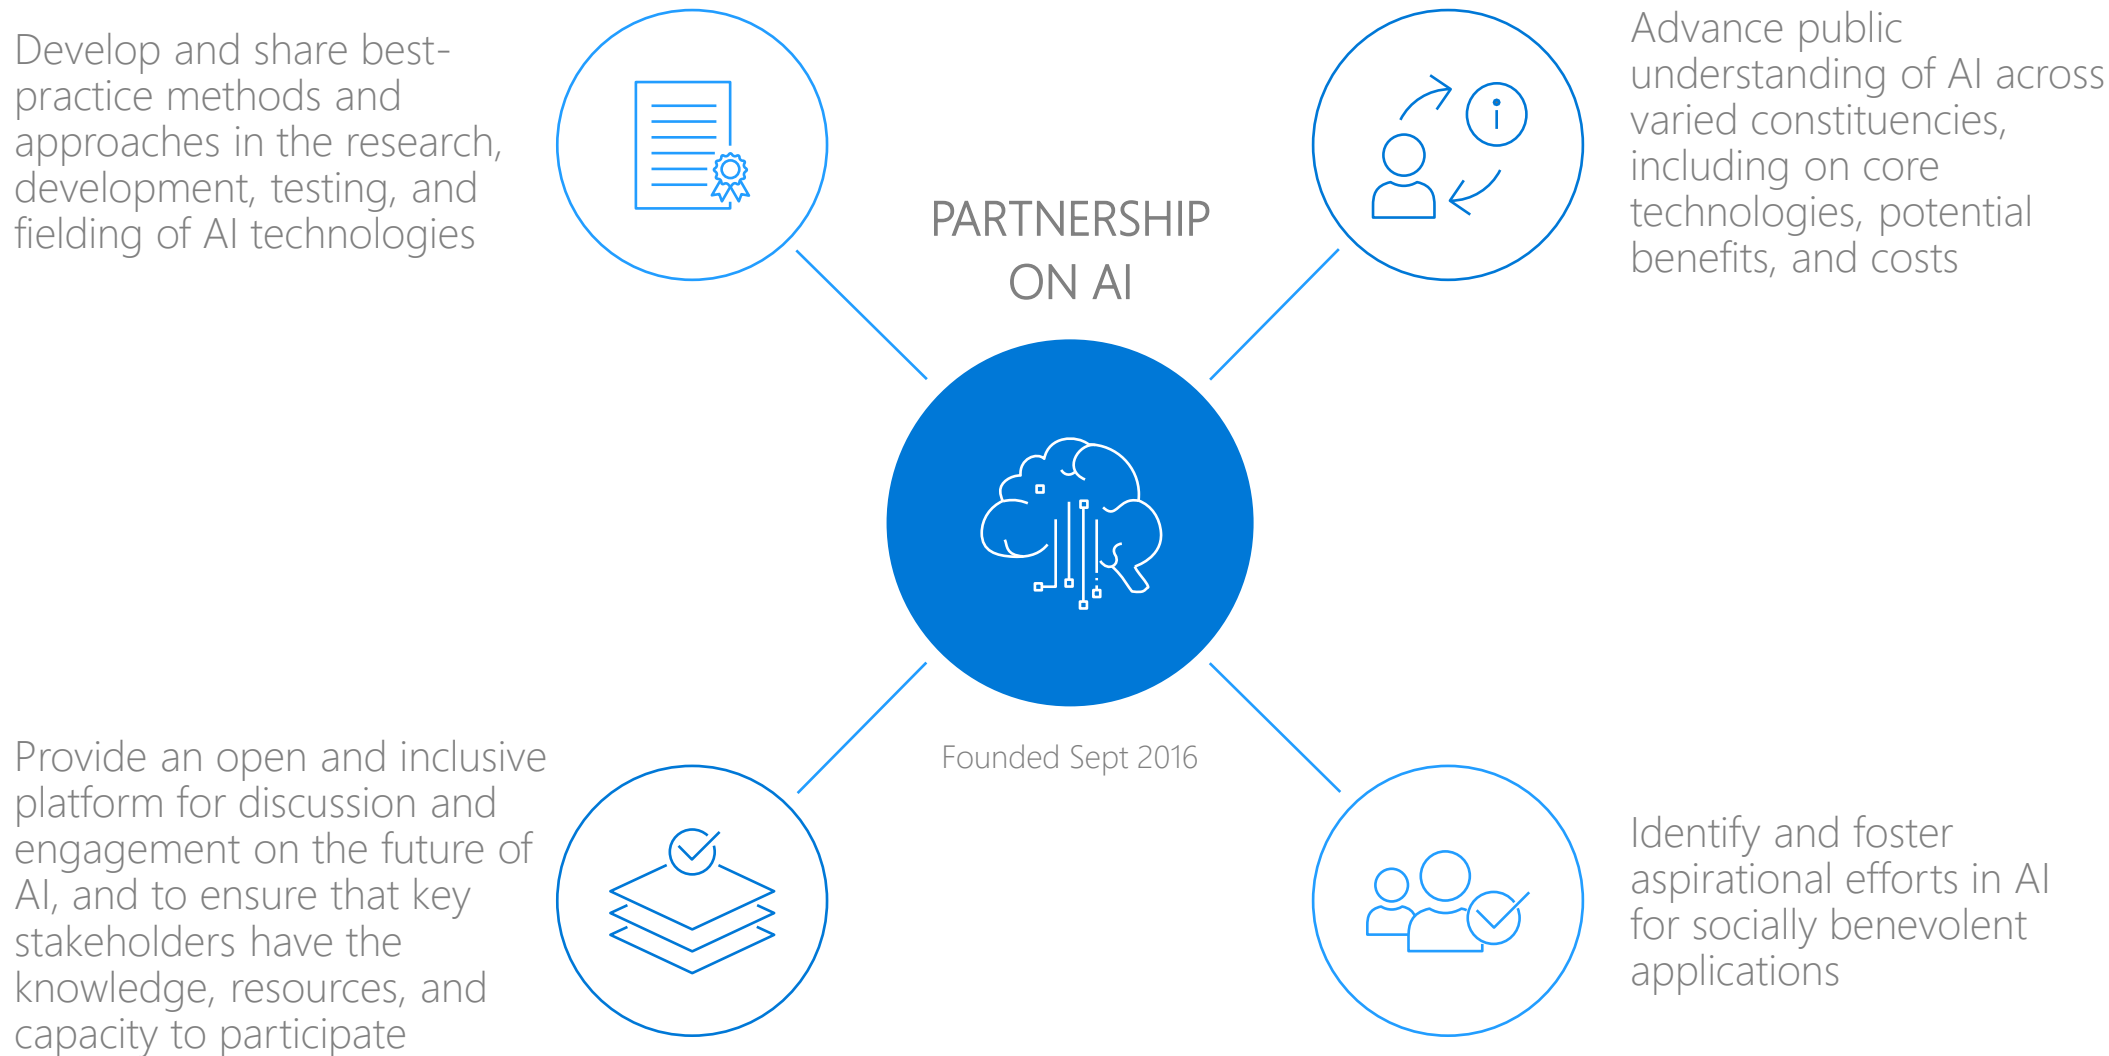 Develop and share best-
practice methods and
approaches in the research,
development, testing, and
fielding of AI technologies
PARTNERSHIP
ON AI
Advance public
understanding of AI across
varied constituencies,
including on core
technologies, potential
benefits, and costs
Founded Sept 2016
Provide an open and inclusive
platform for discussion and
engagement on the future of
AI, and to ensure that key
stakeholders have the
knowledge, resources, and
capacity to participate
Identify and foster
aspirational efforts in AI
for socially benevolent
applications